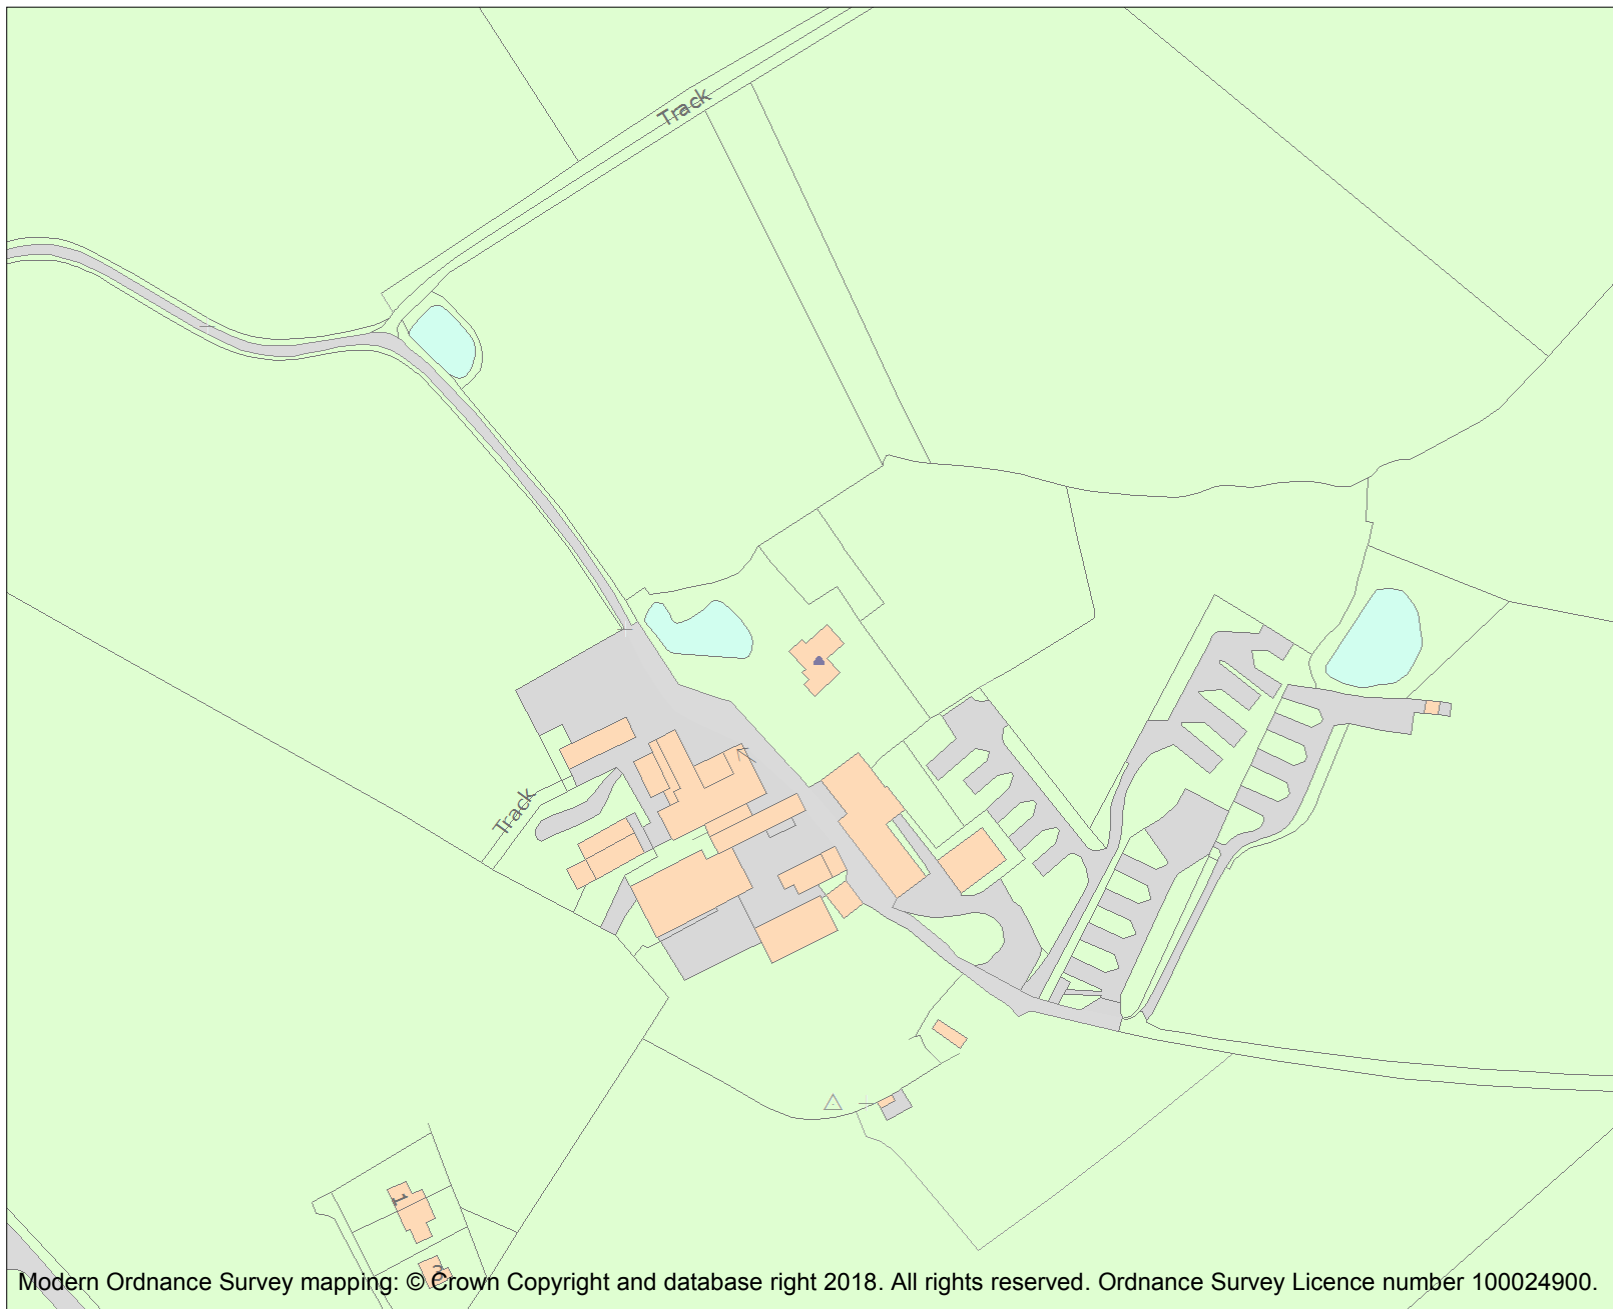 Track
Track
1
Modern Ordnance Survey mapping: © Crown Copyright and database right 2018. All rights reserved. Ordnance Survey Licence number 100024900.